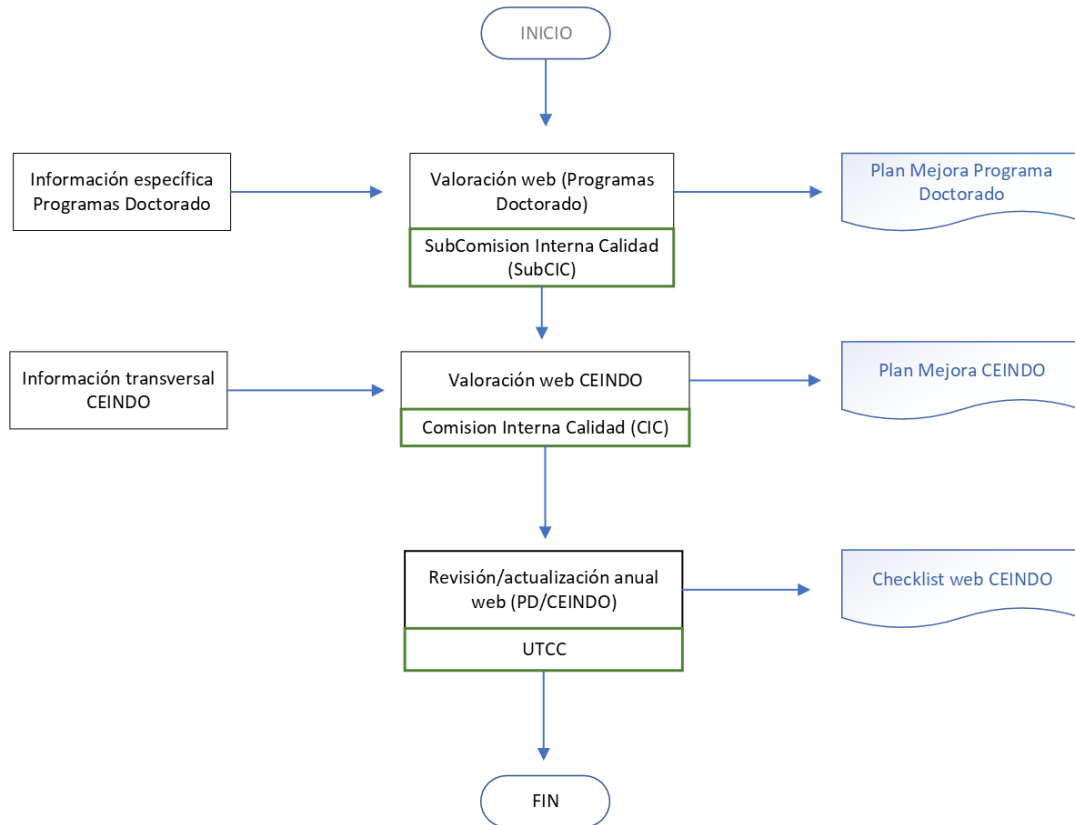 INICIO
Información específica
Programas Doctorado
Valoración web (Programas
Doctorado)
SubComision Interna Calidad
(SubCIC)
Plan Mejora Programa
Doctorado
Información transversal
CEINDO
Valoración web CEINDO
Comision Interna Calidad (CIC)
Plan Mejora CEINDO
Revisión/actualización anual
web (PD/CEINDO)
UTCC
Checklist web CEINDO
FIN